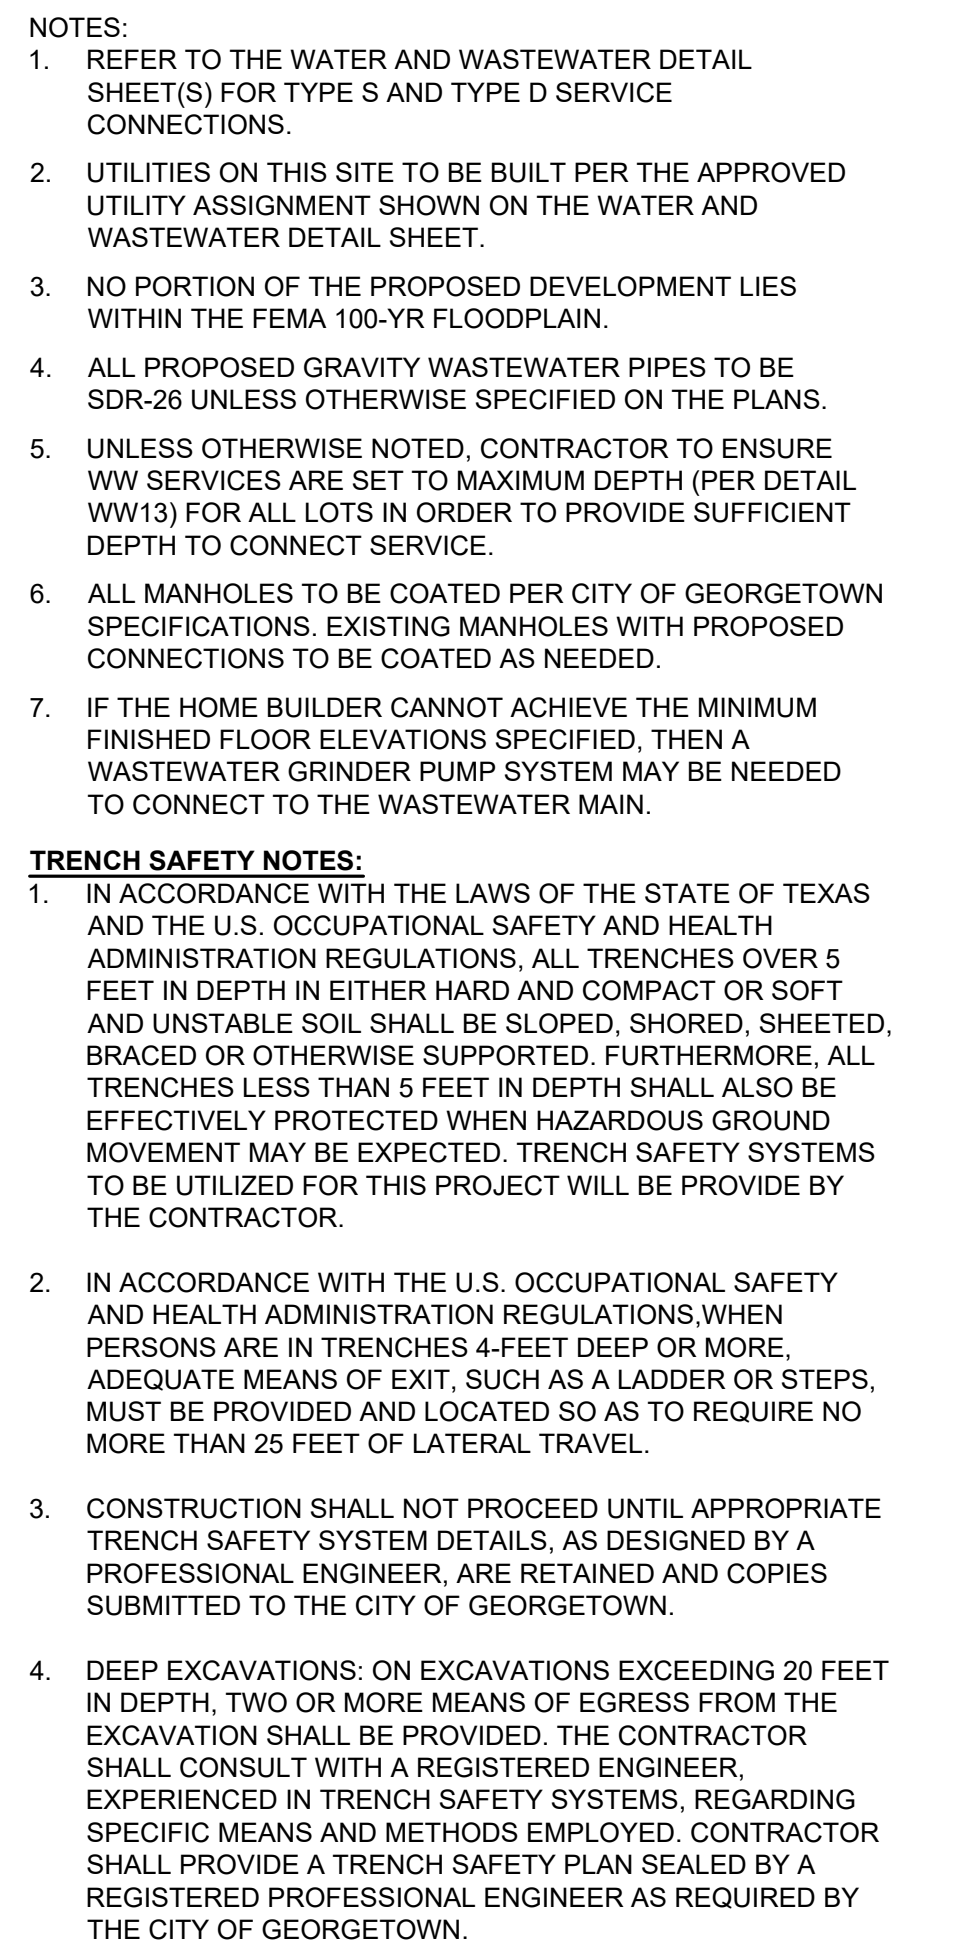 NOTES:
1. REFER TO THE WATER AND WASTEWATER DETAIL
SHEET(S) FOR TYPE S AND TYPE D SERVICE
CONNECTIONS.
2. UTILITIES ON THIS SITE TO BE BUILT PER THE APPROVED
UTILITY ASSIGNMENT SHOWN ON THE WATER AND
WASTEWATER DETAIL SHEET.
3. NO PORTION OF THE PROPOSED DEVELOPMENT LIES
WITHIN THE FEMA 100-YR FLOODPLAIN.
4. ALL PROPOSED GRAVITY WASTEWATER PIPES TO BE
SDR-26 UNLESS OTHERWISE SPECIFIED ON THE PLANS.
5. UNLESS OTHERWISE NOTED, CONTRACTOR TO ENSURE
WW SERVICES ARE SET TO MAXIMUM DEPTH (PER DETAIL
WW13) FOR ALL LOTS IN ORDER TO PROVIDE SUFFICIENT
DEPTH TO CONNECT SERVICE.
6. ALL MANHOLES TO BE COATED PER CITY OF GEORGETOWN
SPECIFICATIONS. EXISTING MANHOLES WITH PROPOSED
CONNECTIONS TO BE COATED AS NEEDED.
7. IF THE HOME BUILDER CANNOT ACHIEVE THE MINIMUM
FINISHED FLOOR ELEVATIONS SPECIFIED, THEN A
WASTEWATER GRINDER PUMP SYSTEM MAY BE NEEDED
TO CONNECT TO THE WASTEWATER MAIN.
TRENCH SAFETY NOTES:
1. IN ACCORDANCE WITH THE LAWS OF THE STATE OF TEXAS
AND THE U.S. OCCUPATIONAL SAFETY AND HEALTH
ADMINISTRATION REGULATIONS, ALL TRENCHES OVER 5
FEET IN DEPTH IN EITHER HARD AND COMPACT OR SOFT
AND UNSTABLE SOIL SHALL BE SLOPED, SHORED, SHEETED,
BRACED OR OTHERWISE SUPPORTED. FURTHERMORE, ALL
TRENCHES LESS THAN 5 FEET IN DEPTH SHALL ALSO BE
EFFECTIVELY PROTECTED WHEN HAZARDOUS GROUND
MOVEMENT MAY BE EXPECTED. TRENCH SAFETY SYSTEMS
TO BE UTILIZED FOR THIS PROJECT WILL BE PROVIDE BY
THE CONTRACTOR.
2. IN ACCORDANCE WITH THE U.S. OCCUPATIONAL SAFETY
AND HEALTH ADMINISTRATION REGULATIONS,WHEN
PERSONS ARE IN TRENCHES 4-FEET DEEP OR MORE,
ADEQUATE MEANS OF EXIT, SUCH AS A LADDER OR STEPS,
MUST BE PROVIDED AND LOCATED SO AS TO REQUIRE NO
MORE THAN 25 FEET OF LATERAL TRAVEL.
3. CONSTRUCTION SHALL NOT PROCEED UNTIL APPROPRIATE
TRENCH SAFETY SYSTEM DETAILS, AS DESIGNED BY A
PROFESSIONAL ENGINEER, ARE RETAINED AND COPIES
SUBMITTED TO THE CITY OF GEORGETOWN.
4. DEEP EXCAVATIONS: ON EXCAVATIONS EXCEEDING 20 FEET
IN DEPTH, TWO OR MORE MEANS OF EGRESS FROM THE
EXCAVATION SHALL BE PROVIDED. THE CONTRACTOR
SHALL CONSULT WITH A REGISTERED ENGINEER,
EXPERIENCED IN TRENCH SAFETY SYSTEMS, REGARDING
SPECIFIC MEANS AND METHODS EMPLOYED. CONTRACTOR
SHALL PROVIDE A TRENCH SAFETY PLAN SEALED BY A
REGISTERED PROFESSIONAL ENGINEER AS REQUIRED BY
THE CITY OF GEORGETOWN.